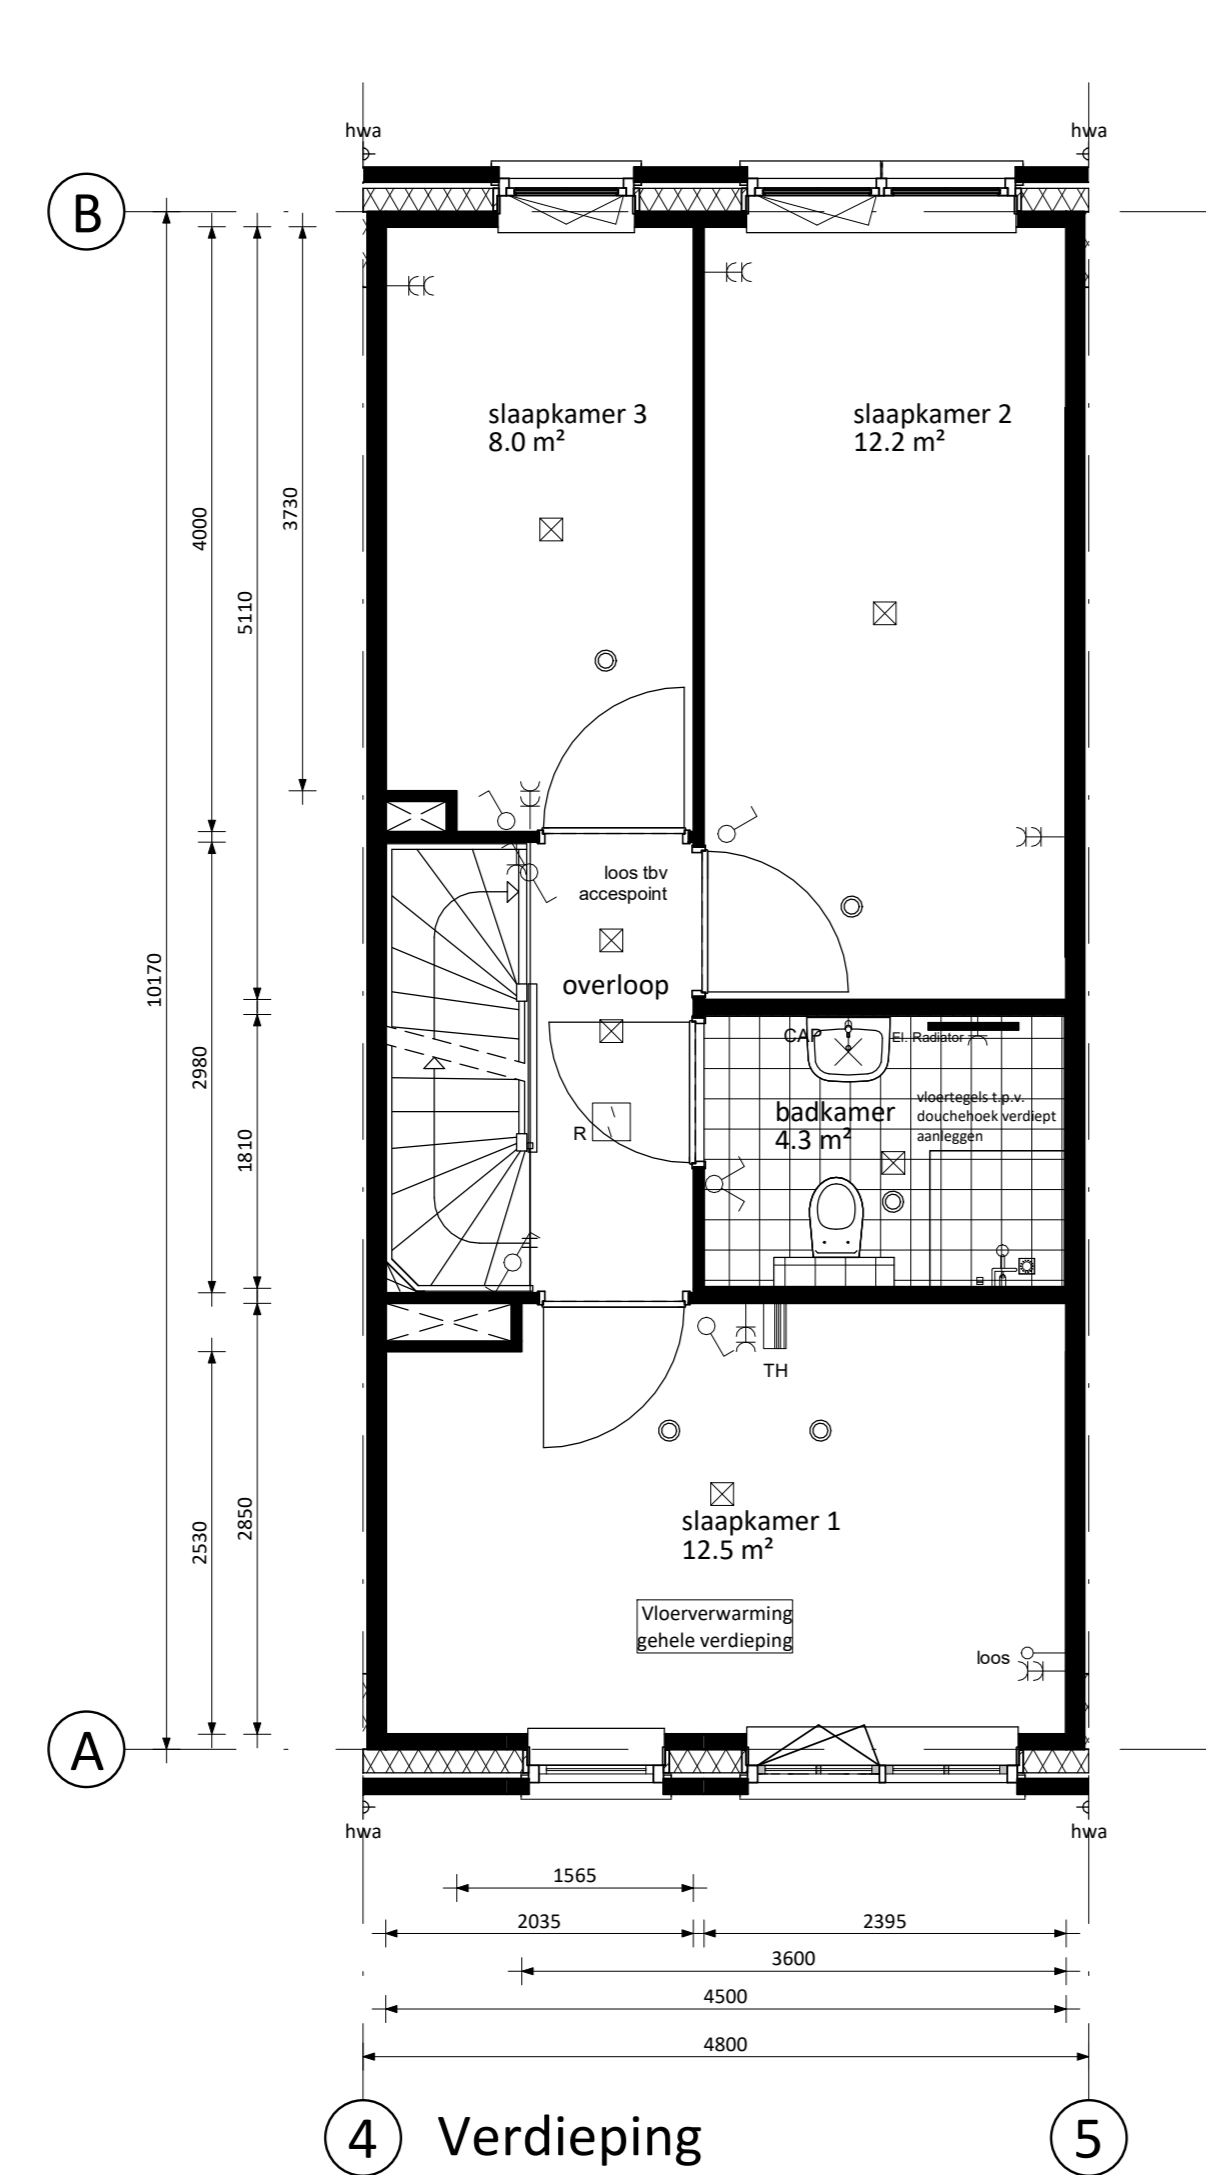 hwa
hwa
B
slaapkamer 3
8.0 m²
slaapkamer 2
12.2 m²
3730
4000
5110
loos tbv
accespoint
10170
overloop
CAP
El. Radiator
2980
vloertegels t.p.v.
douchehoek verdiept
aanleggen
badkamer
4.3 m²
R
1810
TH
2530
2850
slaapkamer 1
12.5 m²
Vloerverwarming
gehele verdieping
loos
A
hwa
hwa
1565
2035
2395
3600
4500
4800
4
Verdieping
5